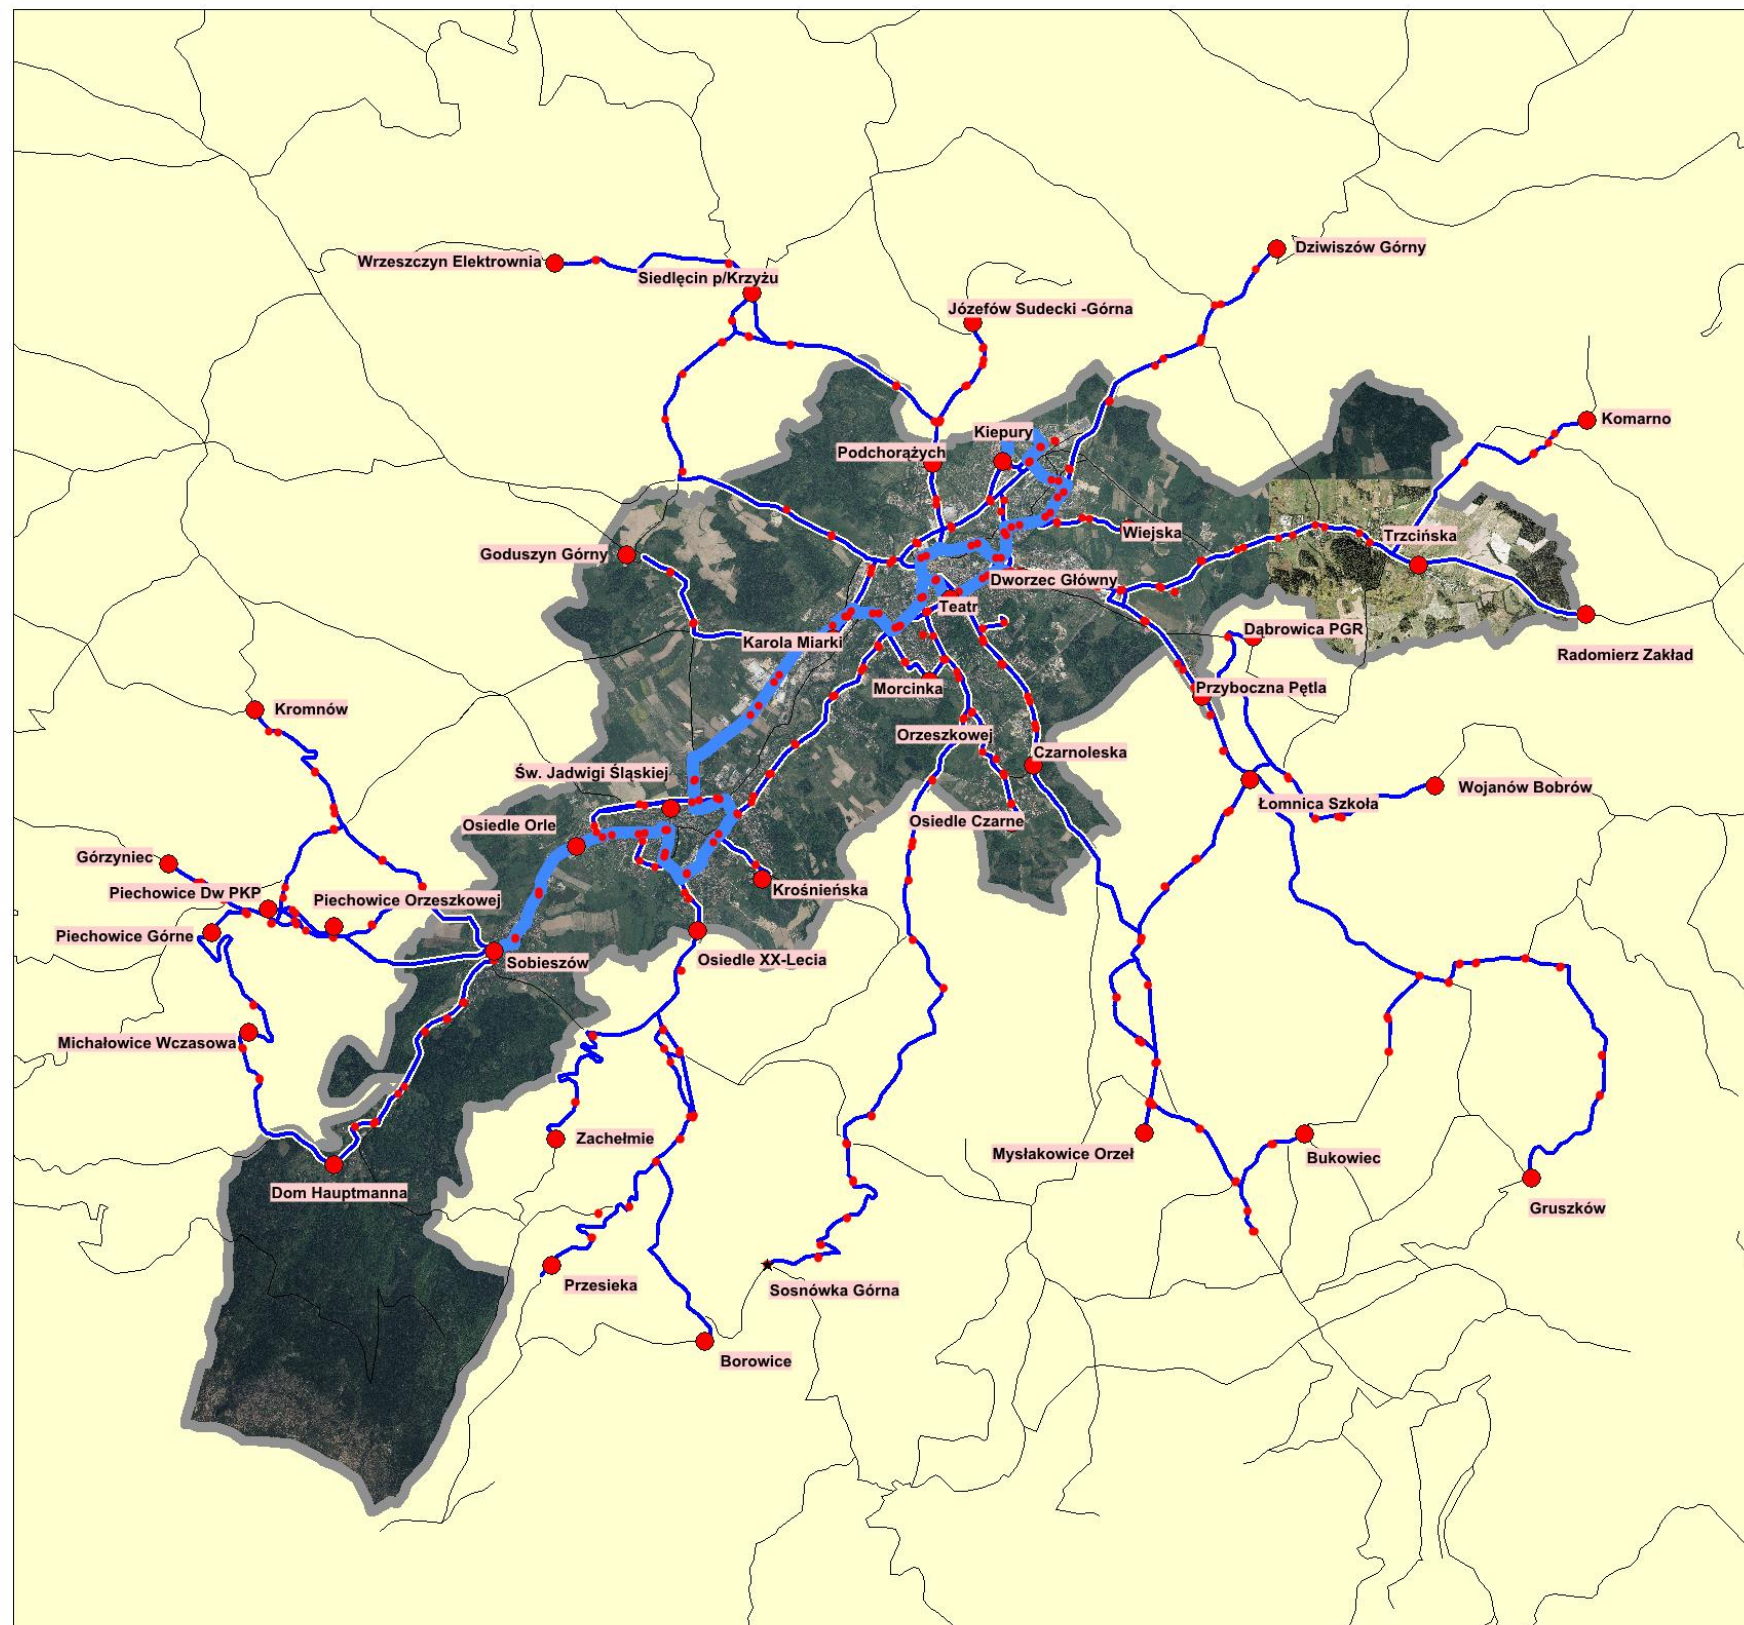 Dziwiszów Górny
Wrzeszczyn Elektrownia
Siedlęcin p/Krzyżu
Józefów Sudecki -Górna
Komarno
Kiepury
Podchorążych
Wiejska
Trzcińska
Goduszyn Górny
Dworzec Główny
Teatr
Dąbrowica PGR
Karola Miarki
Radomierz Zakład
Morcinka
Przyboczna Pętla
Kromnów
Orzeszkowej
Czarnoleska
Św. Jadwigi Śląskiej
Wojanów Bobrów
Łomnica Szkoła
Osiedle Czarne
Osiedle Orle
Górzyniec
Krośnieńska
Piechowice Dw PKP
Piechowice Orzeszkowej
Piechowice Górne
Osiedle XX-Lecia
Sobieszów
Michałowice Wczasowa
Zachełmie
Mysłakowice Orzeł
Bukowiec
Dom Hauptmanna
Gruszków
Przesieka
Sosnówka Górna
Borowice